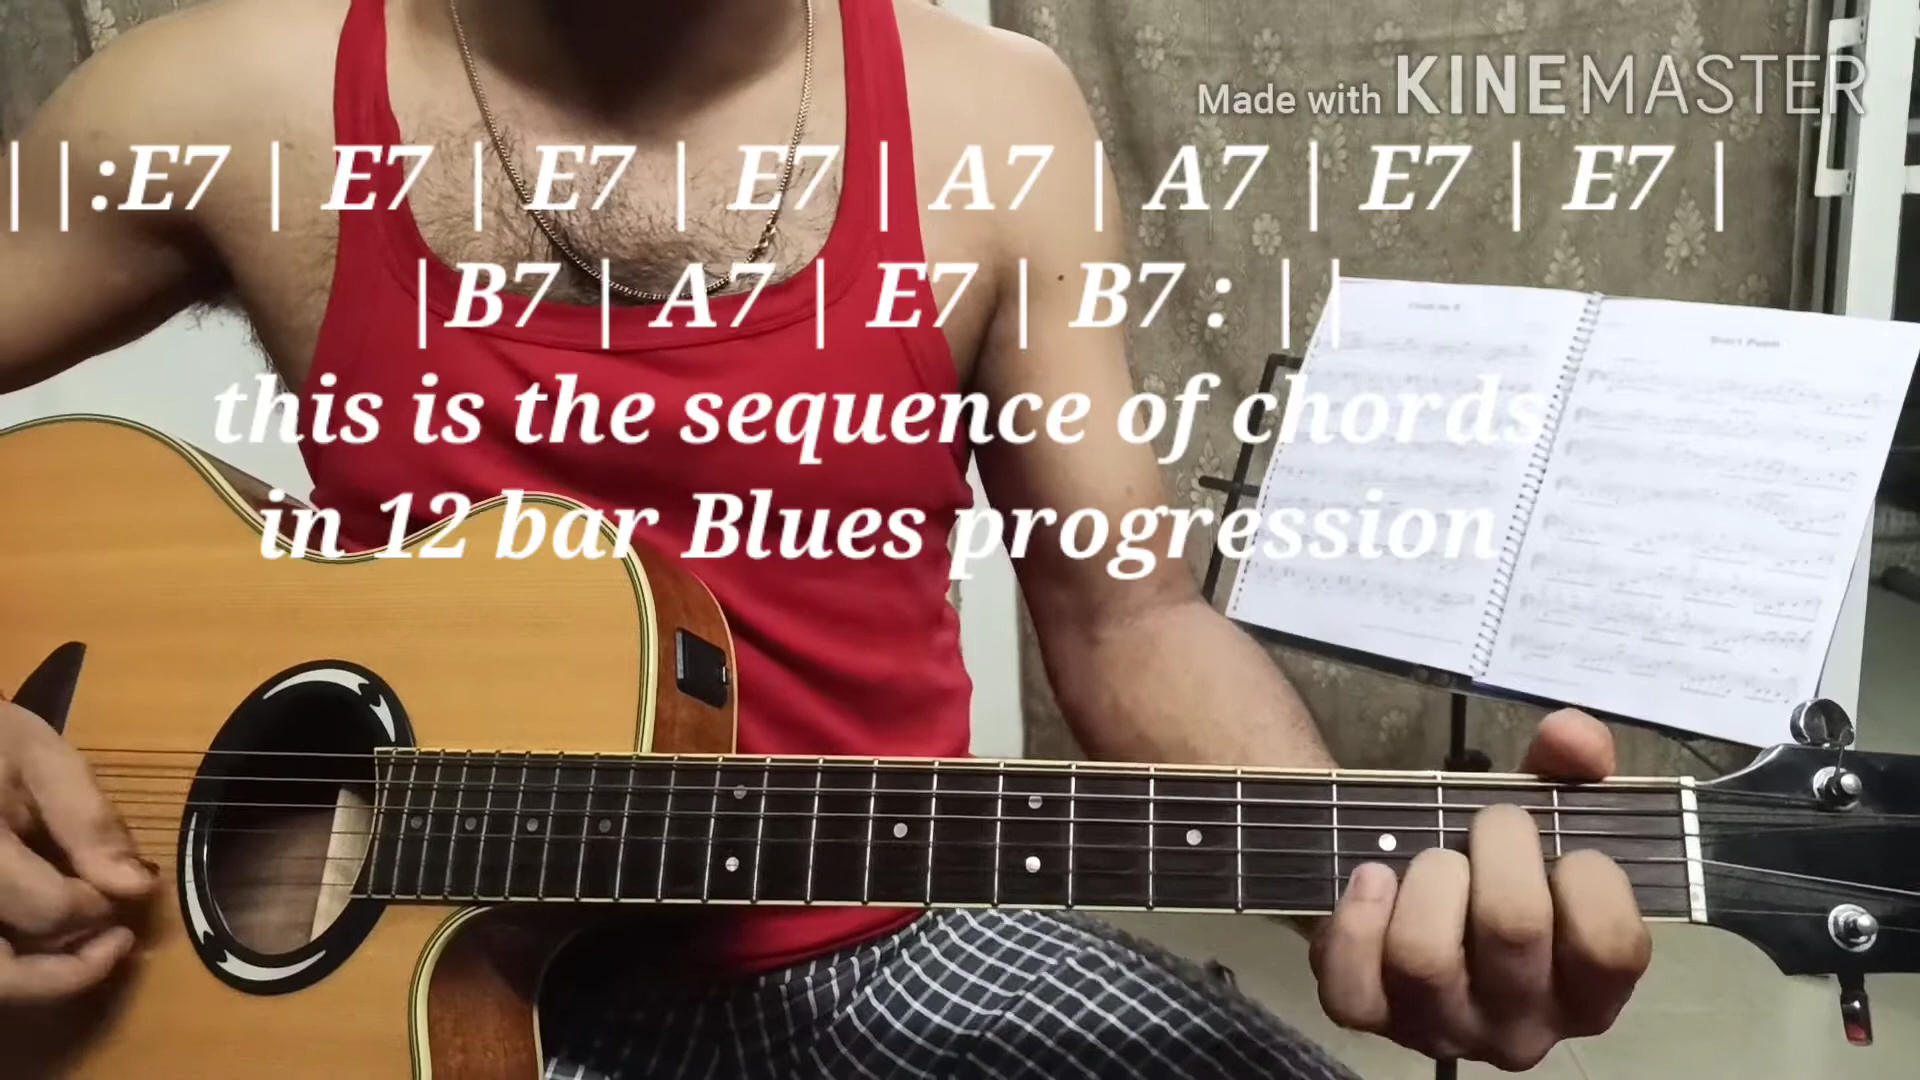 Made with KINEMASTER
||:E7 | E7 | E7 | E7 | A7 | A7 | E7 | E7 |
|B7 | A7 | E7 | B7 : ||
this is the sequence of chords
in 12 bar Blues progression